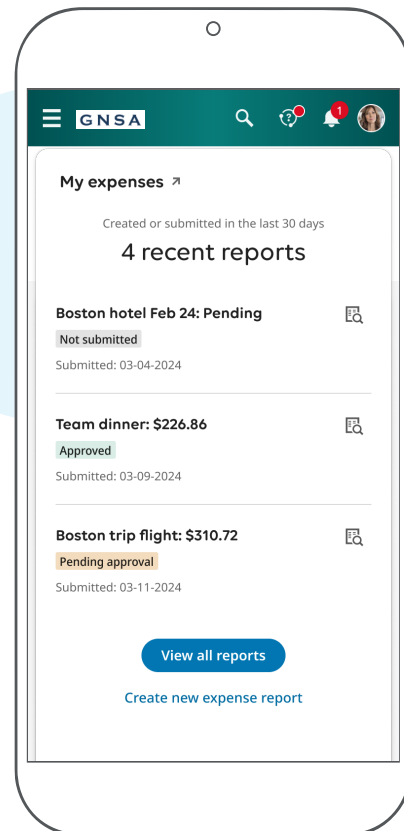 GNSA
1
My expenses
Created or submitted in the last 30 days
4 recent reports
Boston hotel Feb 24: Pending
Not submitted
Submitted: 03-04-2024
Team dinner: $226.86
Approved
Submitted: 03-09-2024
Boston trip flight: $310.72
Pending approval
Submitted: 03-11-2024
View all reports
Create new expense report